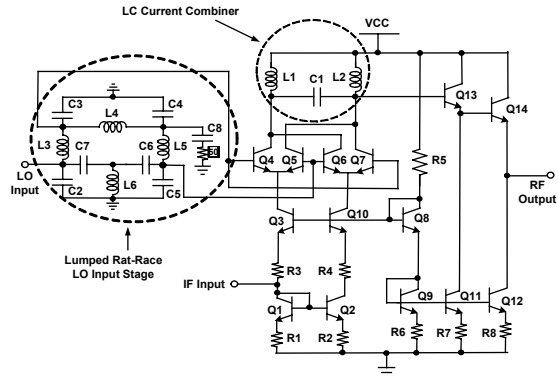 LC Current Combiner
VCC
C3
C4
L4
L1
C1
L2
Q13
Q14
L3
C7
C6
L5
C8
50
Q4
Q5
Q6
Q7
R5
LO
Input
C2
L6
C5
RF
Output
Q3
Q10
Q8
Lumped Rat-Race
LO Input Stage
R3
R4
IF Input
Q9
Q11
Q12
Q1
Q2
R1
R2
R6
R7
R8